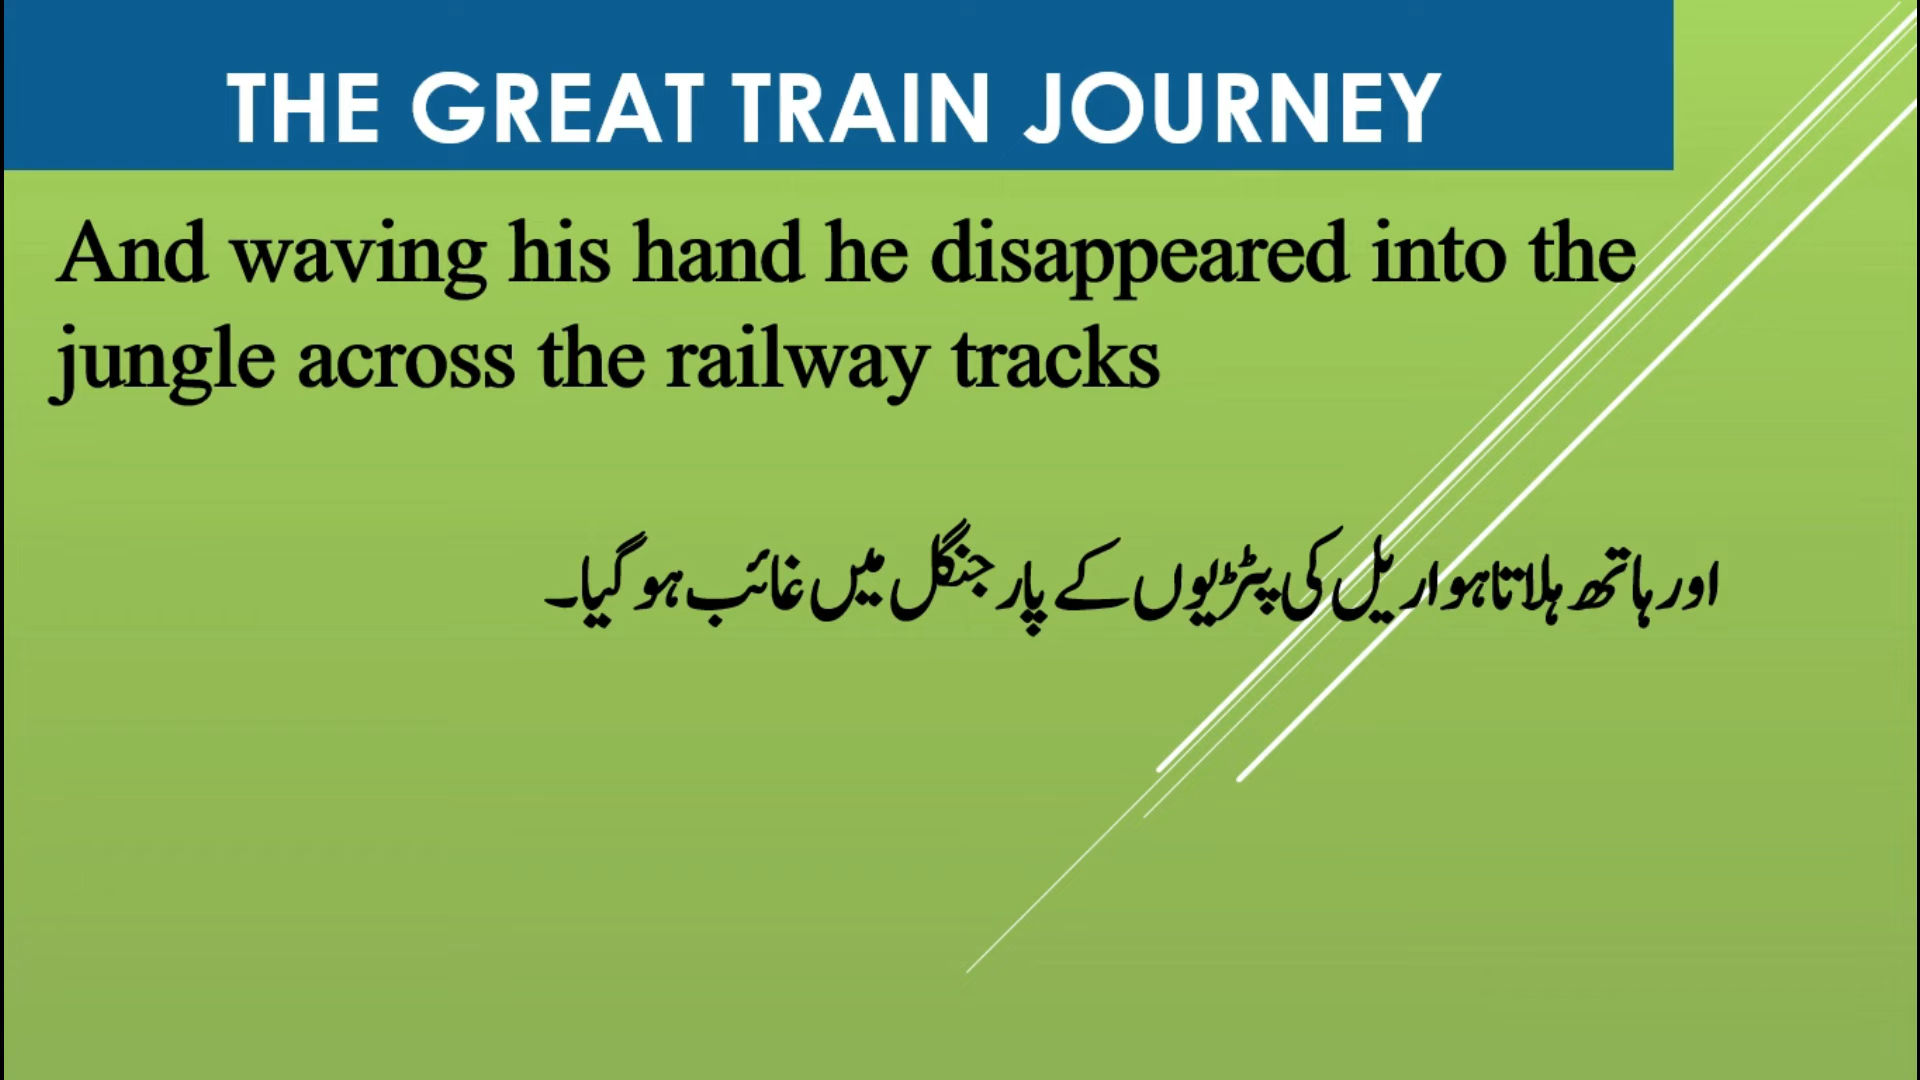 THE GREAT TRAIN JOURNEY
And waving his hand he disappeared into the
jungle across the railway tracks
اور ہاتھ ہلاتا ہوا ریل کی پٹڑیوں کے پار جنگل میں غائب ہو گیا۔